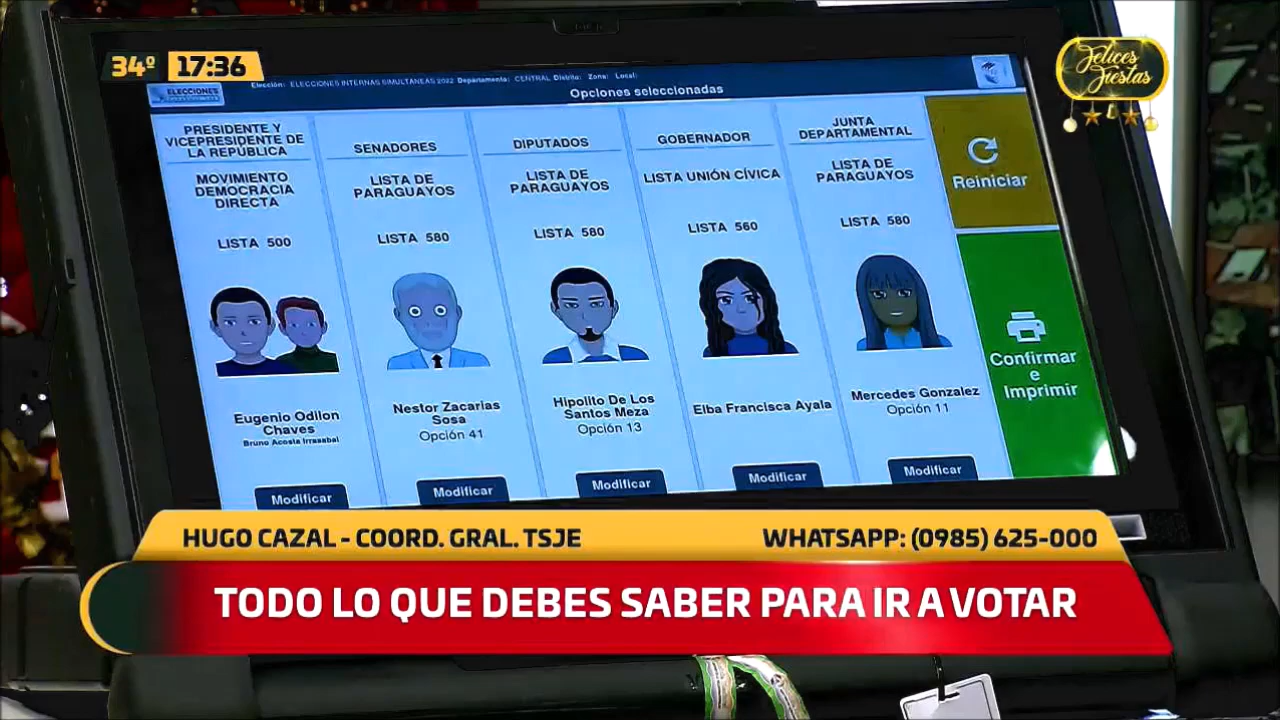 34º 17:36
Felices
Fiestas
ELECCIONES
Elección: ELECCIONES INTERNAS SIMULTANEAS 2022 Departamento: CENTRAL Distrito: Zona: Local:
Opciones seleccionadas
PRESIDENTE Y
VICEPRESIDENTE DE
LA REPÚBLICA
MOVIMIENTO
DEMOCRACIA
DIRECTA
LISTA 500
Eugenio Odilon
Chaves
Bruno Acosta Irrasabal
Modificar
SENADORES
LISTA DE
PARAGUAYOS
LISTA 580
Nestor Zacarias
Sosa
Opción 41
Modificar
DIPUTADOS
LISTA DE
PARAGUAYOS
LISTA 580
Hipolito De Los
Santos Meza
Opción 13
Modificar
GOBERNADOR
LISTA UNIÓN CÍVICA
LISTA 560
Elba Francisca Ayala
Modificar
JUNTA
DEPARTAMENTAL
LISTA DE
PARAGUAYOS
LISTA 580
Mercedes Gonzalez
Opción 11
Modificar
Reiniciar
Confirmar
e
Imprimir
HUGO CAZAL - COORD. GRAL. TSJE
WHATSAPP: (0985) 625-000
TODO LO QUE DEBES SABER PARA IR A VOTAR